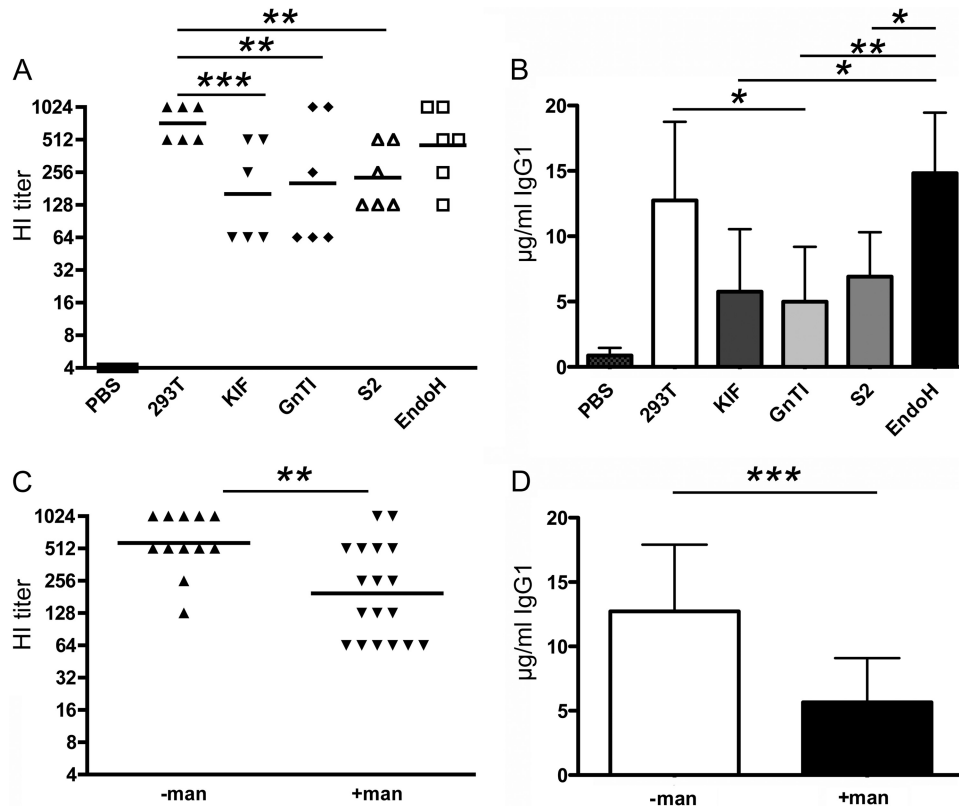 A
**
**
***
HI titer
1024
512
256
128
64
32
16
8
4
PBS
293T
KIF
GnTI
S2
EndoH
B
*
**
*
*
µg/ml IgG1
20
15
10
5
0
PBS
293T
KIF
GnTI
S2
EndoH
C
**
HI titer
1024
512
256
128
64
32
16
8
4
-man
+man
D
***
µg/ml IgG1
20
15
10
5
0
-man
+man